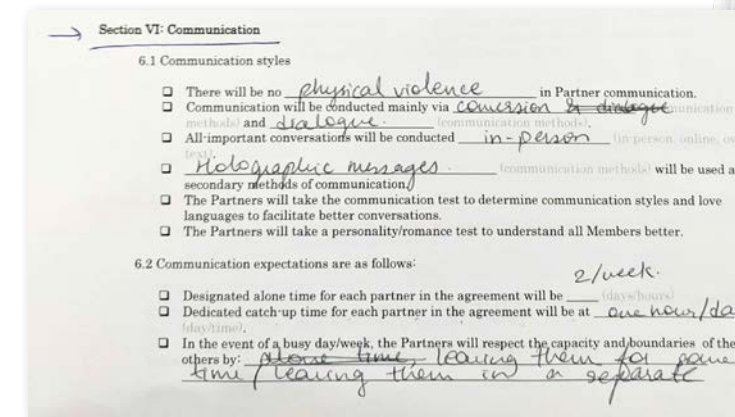 Section VI: Communication
6.1 Communication styles
☐ There will be no physical violence in Partner communication.
☐ Communication will be conducted mainly via & dialogue munication
methods) and dialogue. (communication methods).
☐ All-important conversations will be conducted in-person (in person, online, ov
text).
☐ Holographic messages. (communication methods) will be used a
secondary methods of communication.
☐ The Partners will take the communication test to determine communication styles and love
languages to facilitate better conversations.
☐ The Partners will take a personality/romance test to understand all Members better.
6.2 Communication expectations are as follows:
2/week.
☐ Designated alone time for each partner in the agreement will be ____ (days/hours)
☐ Dedicated catch-up time for each partner in the agreement will be at one hour/da
(day/time).
☐ In the event of a busy day/week, the Partners will respect the capacity and/boundaries of the
others by: alone time, leaving them for some
time/leaving them in a separate